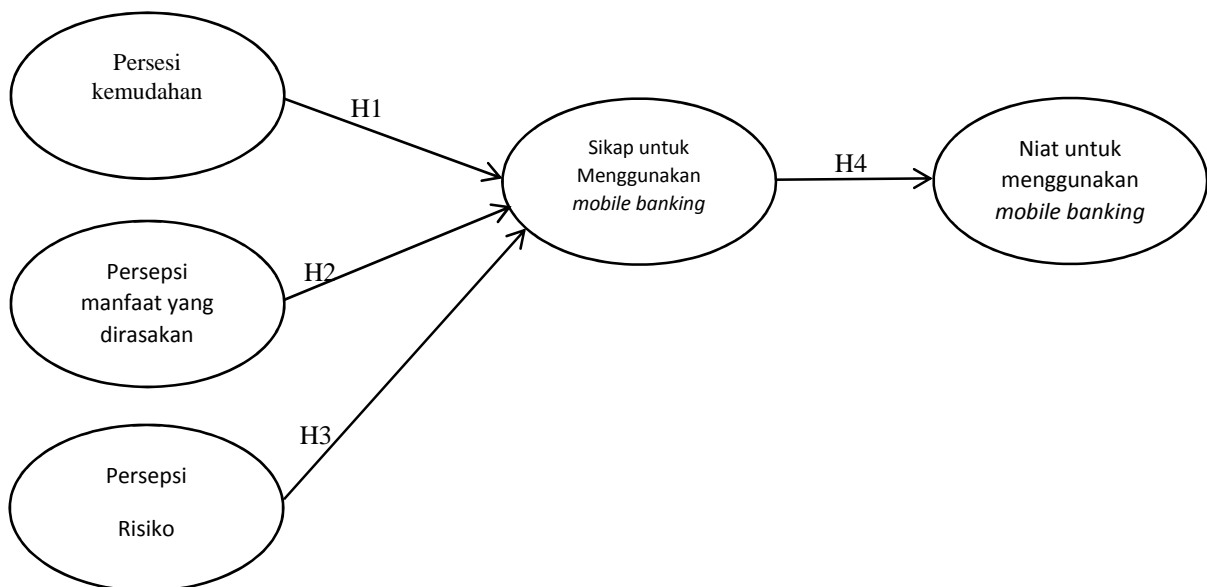 Persesi
kemudahan
H1
Persepsi
manfaat yang
dirasakan
H2
Persepsi
Risiko
H3
Sikap untuk
Menggunakan
mobile banking
H4
Niat untuk
menggunakan
mobile banking